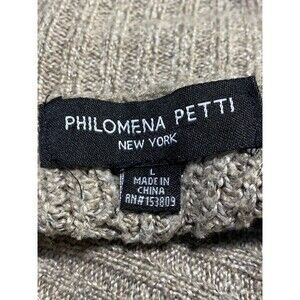 PHILOMENA PETTI
NEW YORK
L
MADE IN
CHINA
RN#153809